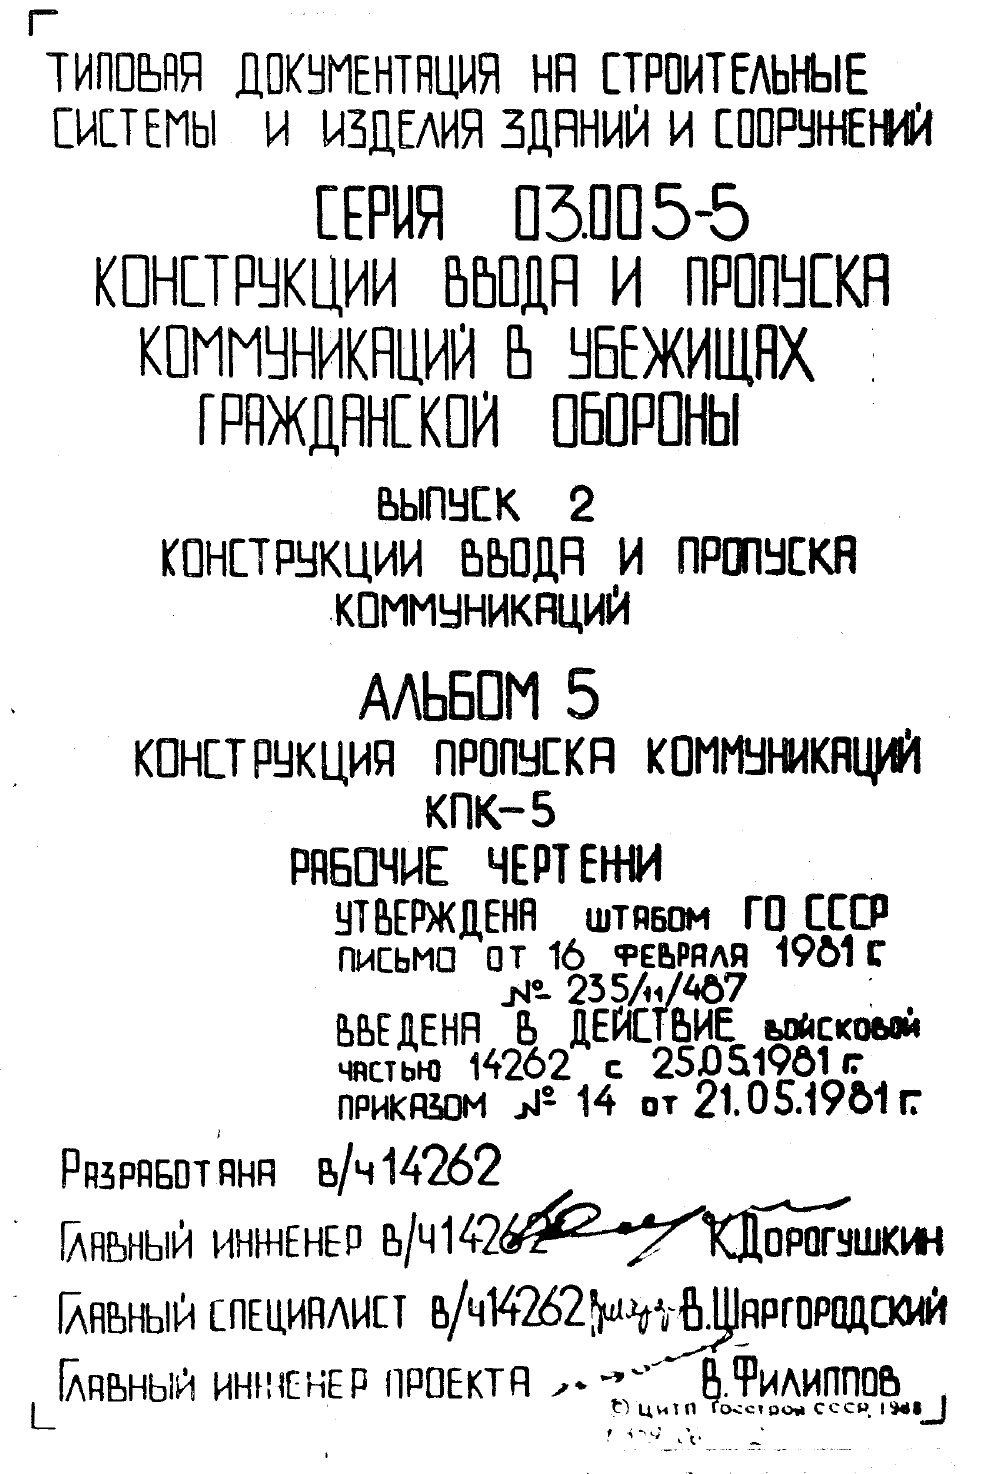 ТИПОВАЯ ДОКУМЕНТАЦИЯ НА СТРОИТЕЛЬНЫЕ
СИСТЕМЫ И ИЗДЕЛИЯ ЗДАНИЙ И СООРУЖЕНИЙ
СЕРИЯ 03.005-5
КОНСТРУКЦИИ ВВОДА И ПРОПУСКА
КОММУНИКАЦИЙ В УБЕЖИЩАХ
ГРАЖДАНСКОЙ ОБОРОНЫ
ВЫПУСК 2
КОНСТРУКЦИИ ВВОДА И ПРОПУСКА
КОММУНИКАЦИЙ
АЛЬБОМ 5
КОНСТРУКЦИЯ ПРОПУСКА КОММУНИКАЦИЙ
КПК-5
РАБОЧИЕ ЧЕРТЕЖИ
УТВЕРЖДЕНА ШТАБОМ ГО СССР
ПИСЬМО ОТ 16 ФЕВРАЛЯ 1981 Г.
№ 235/11/487
ВВЕДЕНА В ДЕЙСТВИЕ ВОЙСКОВОЙ
ЧАСТЬЮ 14262 С 25.05.1981 Г.
ПРИКАЗОМ № 14 ОТ 21.05.1981 Г.
РАЗРАБОТАНА В/Ч 14262
ГЛАВНЫЙ ИНЖЕНЕР В/Ч 14262 К.ДОРОГУШКИН
ГЛАВНЫЙ СПЕЦИАЛИСТ В/Ч 14262 В.ШАРГОРОДСКИЙ
ГЛАВНЫЙ ИНЖЕНЕР ПРОЕКТА В.ФИЛИППОВ
© ЦИТП Госстроя СССР, 1988